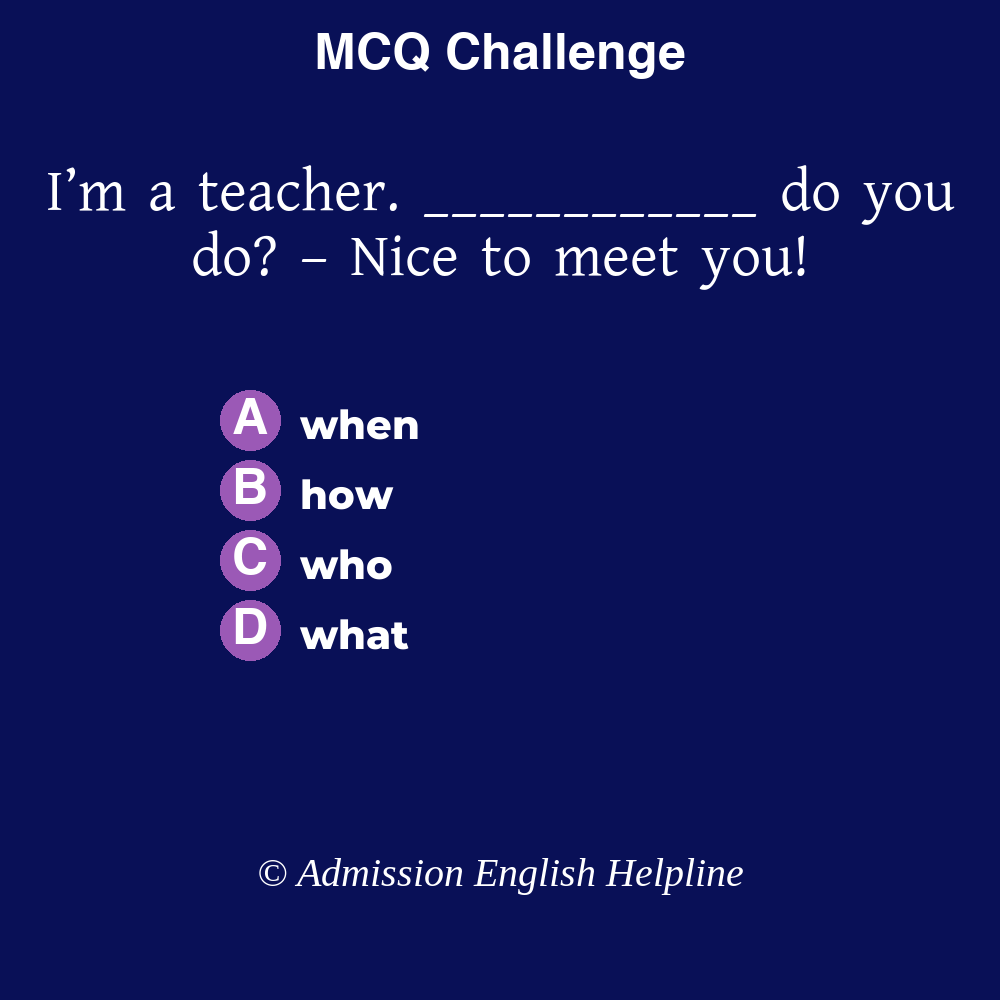 MCQ Challenge
I’m a teacher. ____________ do you
do? – Nice to meet you!
A when
B how
C who
D what
© Admission English Helpline